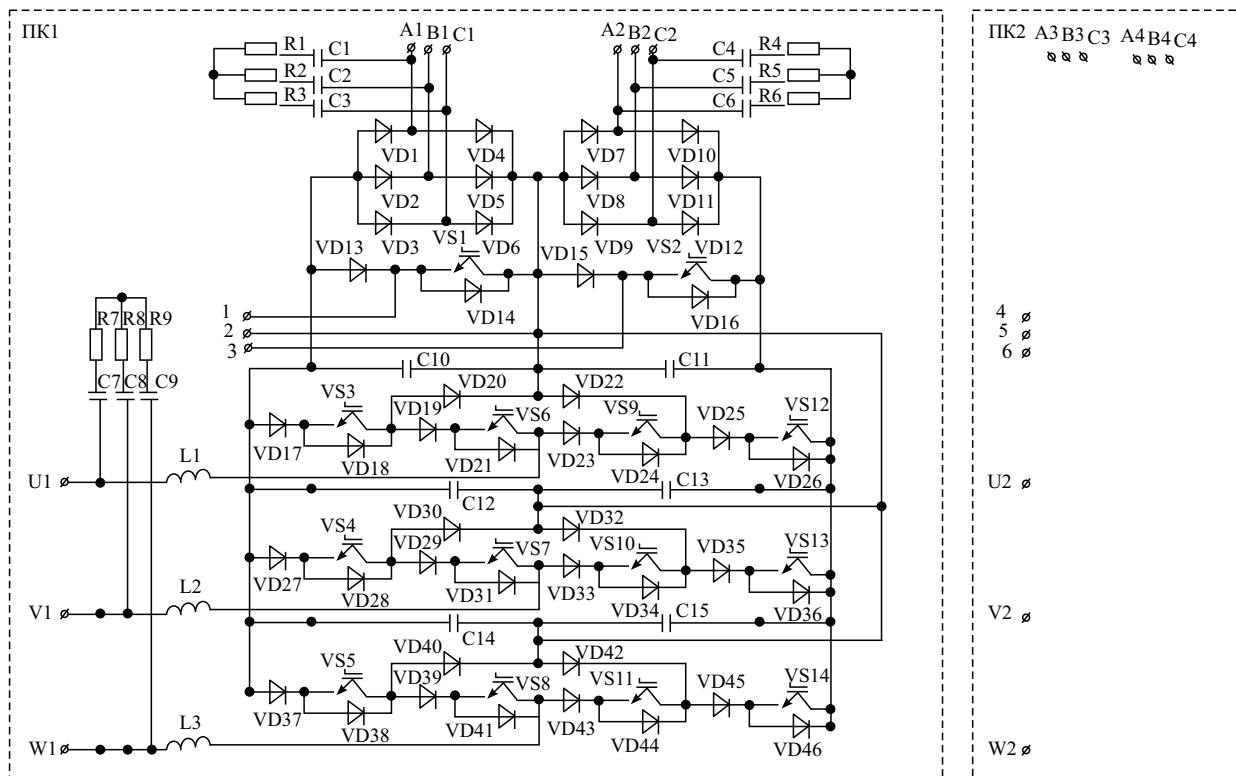 ПК1
A1 B1 C1
A2 B2 C2
ПК2 A3 B3 C3 A4 B4 C4
R1 C1
C4 R4
R2 C2
C5 R5
R3 C3
C6 R6
VD1 VD4
VD7 VD10
VD2 VD5
VD8 VD11
VD3 VS1 VD6
VD9 VS2 VD12
VD13
VD15
VD14
VD16
1
2
3
4
5
6
R7 R8 R9
C7 C8 C9
C10 C11
VS3 VD20 VD22
VD19 VS6 VS9 VD25 VS12
VD17 VD18 VD21 VD23 VD24 VD26
L1
U1
U2
C12 C13
VD30 VD32
VS4 VD29 VS7 VS10 VD35 VS13
VD27 VD28 VD31 VD33 VD34 VD36
L2
V1
V2
C14 C15
VD40 VD42
VS5 VD39 VS8 VS11 VD45 VS14
VD37 VD38 VD41 VD43 VD44 VD46
L3
W1
W2